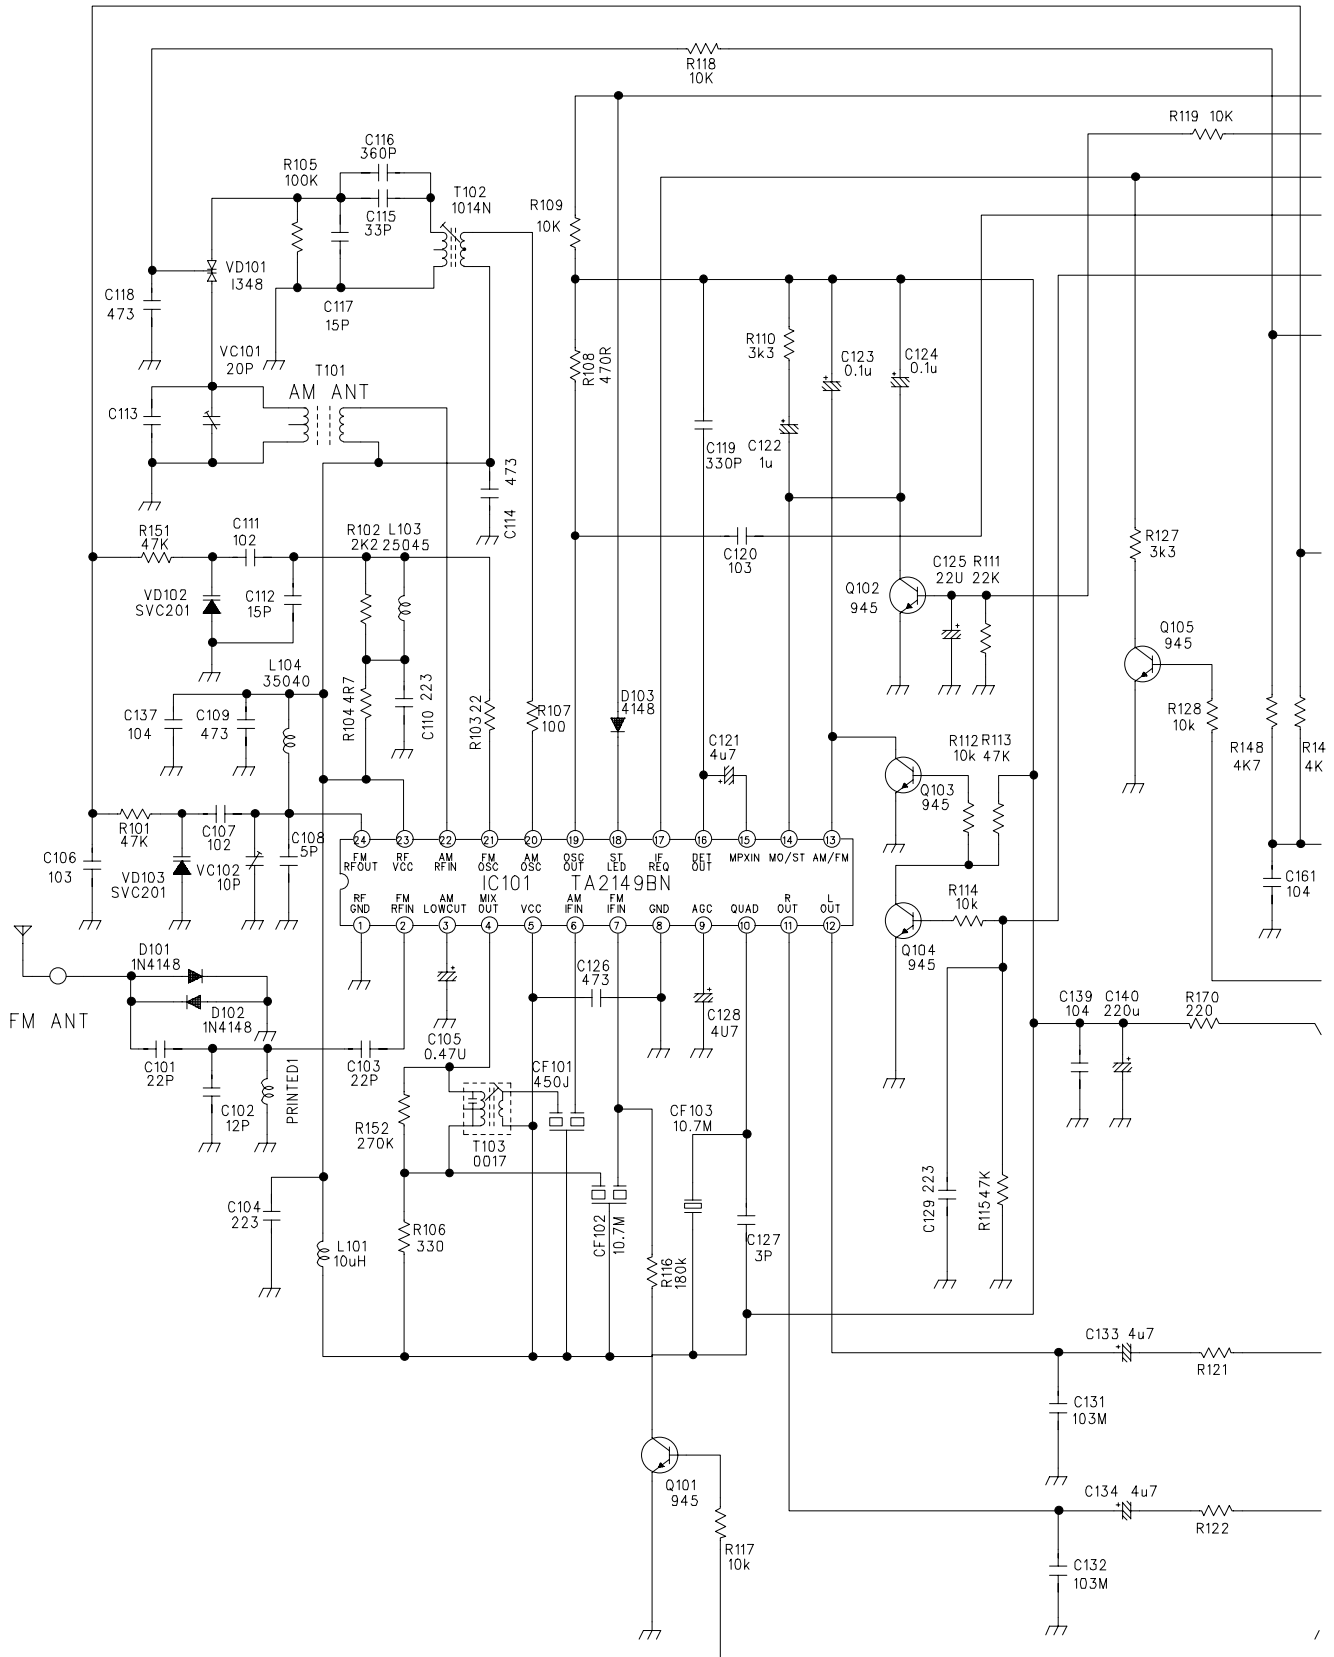 R118
10K
R119 10K
C116
360P
R105
100K
T102
1014N
C115
33P
R109
10K
VD101
1348
C118
473
C117
15P
VC101
20P
T101
AM ANT
C113
R108
470R
R110
3k3
C123
0.1u
C124
0.1u
C119
330P
C122
1u
473
C114
R151
47K
C111
102
R102
2K2
L103
25045
C120
103
R127
3k3
VD102
SVC201
C112
15P
Q102
945
C125
22U
R111
22K
Q105
945
L104
35040
C137
104
C109
473
R104 4R7
C110 223
R103 22
R107
100
D103
4148
C121
4u7
R128
10k
R112
10k
R113
47K
R148
4K7
R14
4K
Q103
945
R101
47K
C107
102
C108
5P
C106
103
VD103
SVC201
VC102
10P
24 23 22 21 20 19 18 17 16 15 14 13
FM
RFOUT
RF
VCC
AM
RFIN
FM
OSC
AM
OSC
OSC
OUT
ST
LED
IF
REQ
DET
OUT
MPXIN
MO/ST
AM/FM
IC101 TA2149BN
RF
GND
FM
RFIN
AM
LOWCUT
MIX
OUT
VCC
AM
IFIN
FM
IFIN
GND
AGC
QUAD
R
OUT
L
OUT
1 2 3 4 5 6 7 8 9 10 11 12
C161
104
R114
10k
Q104
945
D101
1N4148
D102
1N4148
FM ANT
C126
473
C128
4U7
C139
104
C140
220u
R170
220
C105
0.47U
C101
22P
C103
22P
CF101
450J
C102
12P
PRINTED1
R152
270K
T103
0017
CF103
10.7M
C104
223
R106
330
CF102
10.7M
C127
3P
C129 223
R115 47K
L101
10uH
R116
180k
C133 4u7
R121
C131
103M
Q101
945
C134 4u7
R122
R117
10k
C132
103M